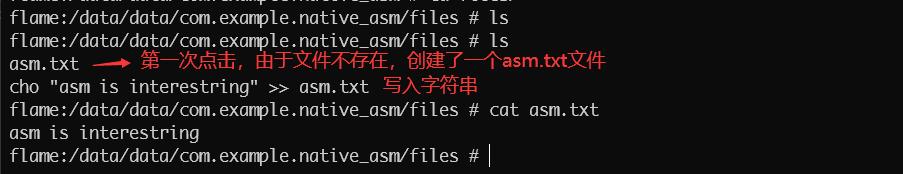 flame:/data/data/com.example.native_asm/files # ls
flame:/data/data/com.example.native_asm/files # ls
asm.txt 第一次点击，由于文件不存在，创建了一个asm.txt文件
cho "asm is interestring" >> asm.txt 写入字符串
flame:/data/data/com.example.native_asm/files # cat asm.txt
asm is interestring
flame:/data/data/com.example.native_asm/files #